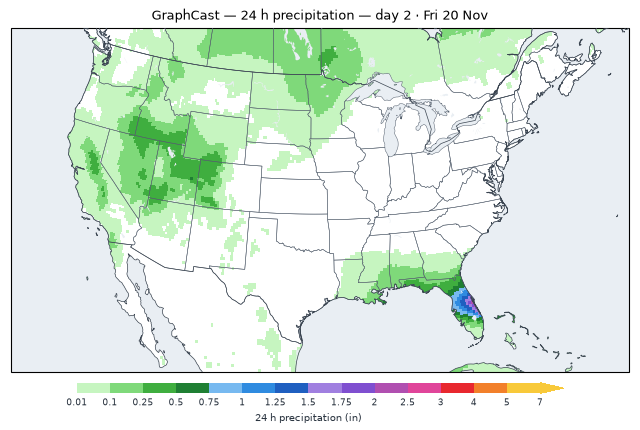 GraphCast — 24 h precipitation — day 2 · Fri 20 Nov
0.01 0.1 0.25 0.5 0.75 1 1.25 1.5 1.75 2 2.5 3 4 5 7
24 h precipitation (in)